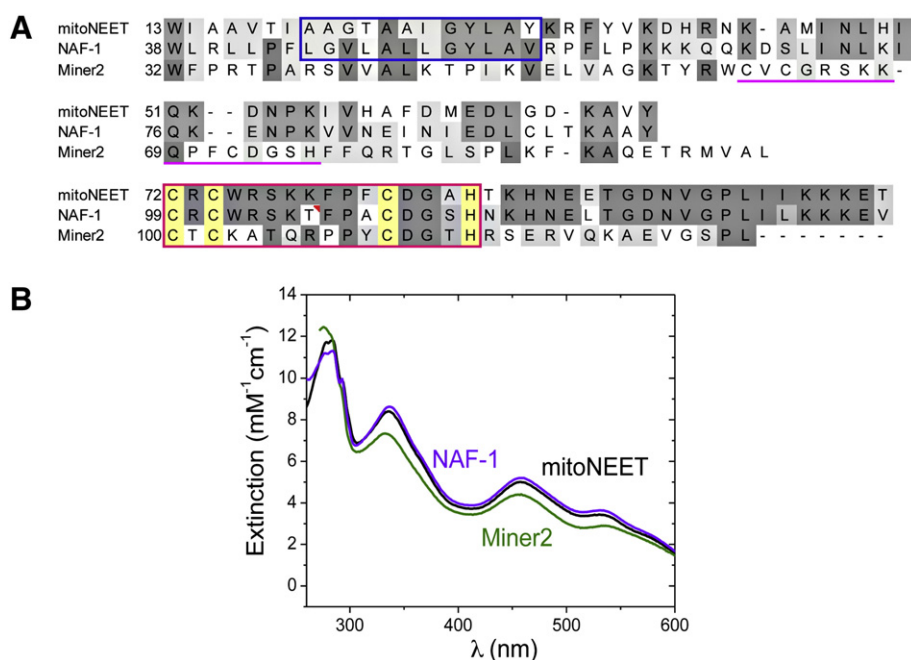 A
mitoNEET 13 W I A A V T I A A G T A A I G Y L A Y K R F Y V K D H R N K - A M I N L H I
NAF-1 38 W L R L L P F L G V L A L L G Y L A V R P F L P K K K Q Q K D S L I N L K I
Miner2 32 W F P R T P A R S V V A L K T P I K V E L V A G K T Y R W C V C G R S K K -
mitoNEET 51 Q K - - D N P K I V H A F D M E D L G D - K A V Y
NAF-1 76 Q K - - E N P K V V N E I N I E D L C L T K A A Y
Miner2 69 Q P F C D G S H F F Q R T G L S P L K F - K A Q E T R M V A L
mitoNEET 72 C R C W R S K K F P F C D G A H T K H N E E T G D N V G P L I I K K K E T
NAF-1 99 C R C W R S K T F P A C D G S H N K H N E L T G D N V G P L I L K K K E V
Miner2 100 C T C K A T Q R P P Y C D G T H R S E R V Q K A E V G S P L - - - - - - -
B
Extinction (mM⁻¹cm⁻¹)
14
12
10
8
6
4
2
0
NAF-1
mitoNEET
Miner2
300 400 500 600
λ (nm)